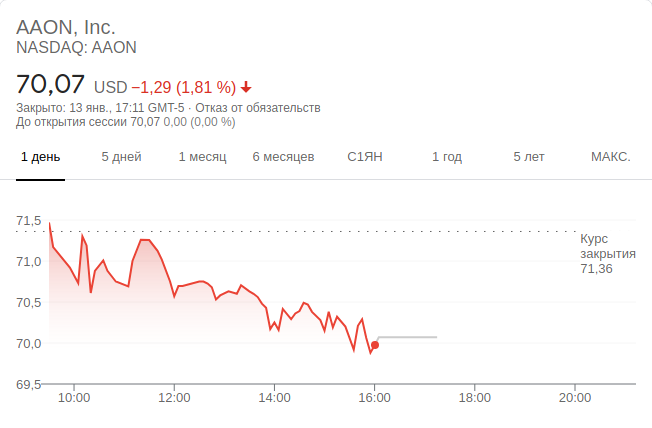 AAON, Inc.
NASDAQ: AAON
70,07 USD −1,29 (1,81 %)
Закрыто: 13 янв., 17:11 GMT-5 · Отказ от обязательств
До открытия сессии 70,07 0,00 (0,00 %)
1 день 5 дней 1 месяц 6 месяцев С1ЯН 1 год 5 лет МАКС.
71,5
Курс
закрытия
71,36
71,0
70,5
70,0
69,5
10:00 12:00 14:00 16:00 18:00 20:00